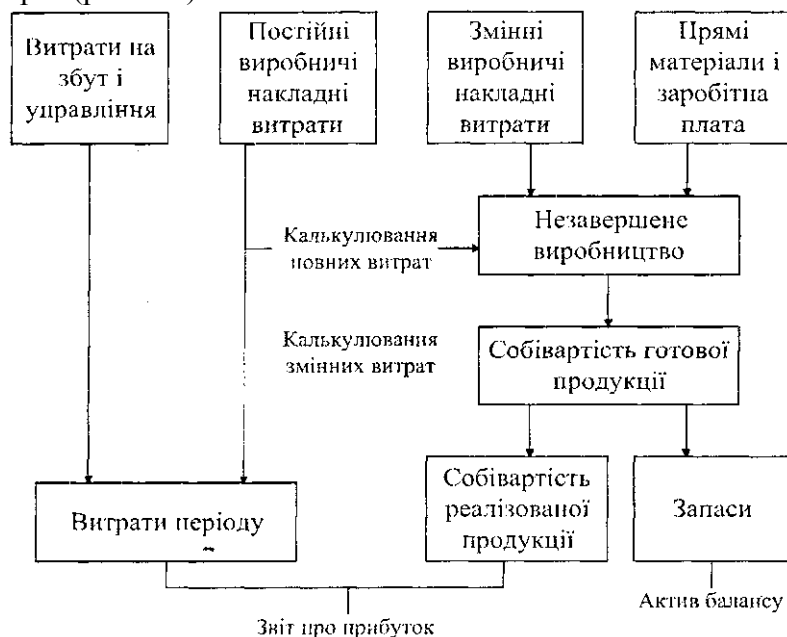 Витрати на
збут і
управління
Постійні
виробничі
накладні
витрати
Змінні
виробничі
накладні
витрати
Прямі
матеріали і
заробітна
плата
Калькулювання
повних витрат
Незавершене
виробництво
Калькулювання
змінних витрат
Собівартість готової
продукції
Витрати періоду
Собівартість
реалізованої
продукції
Запаси
Звіт про прибуток
Актив балансу